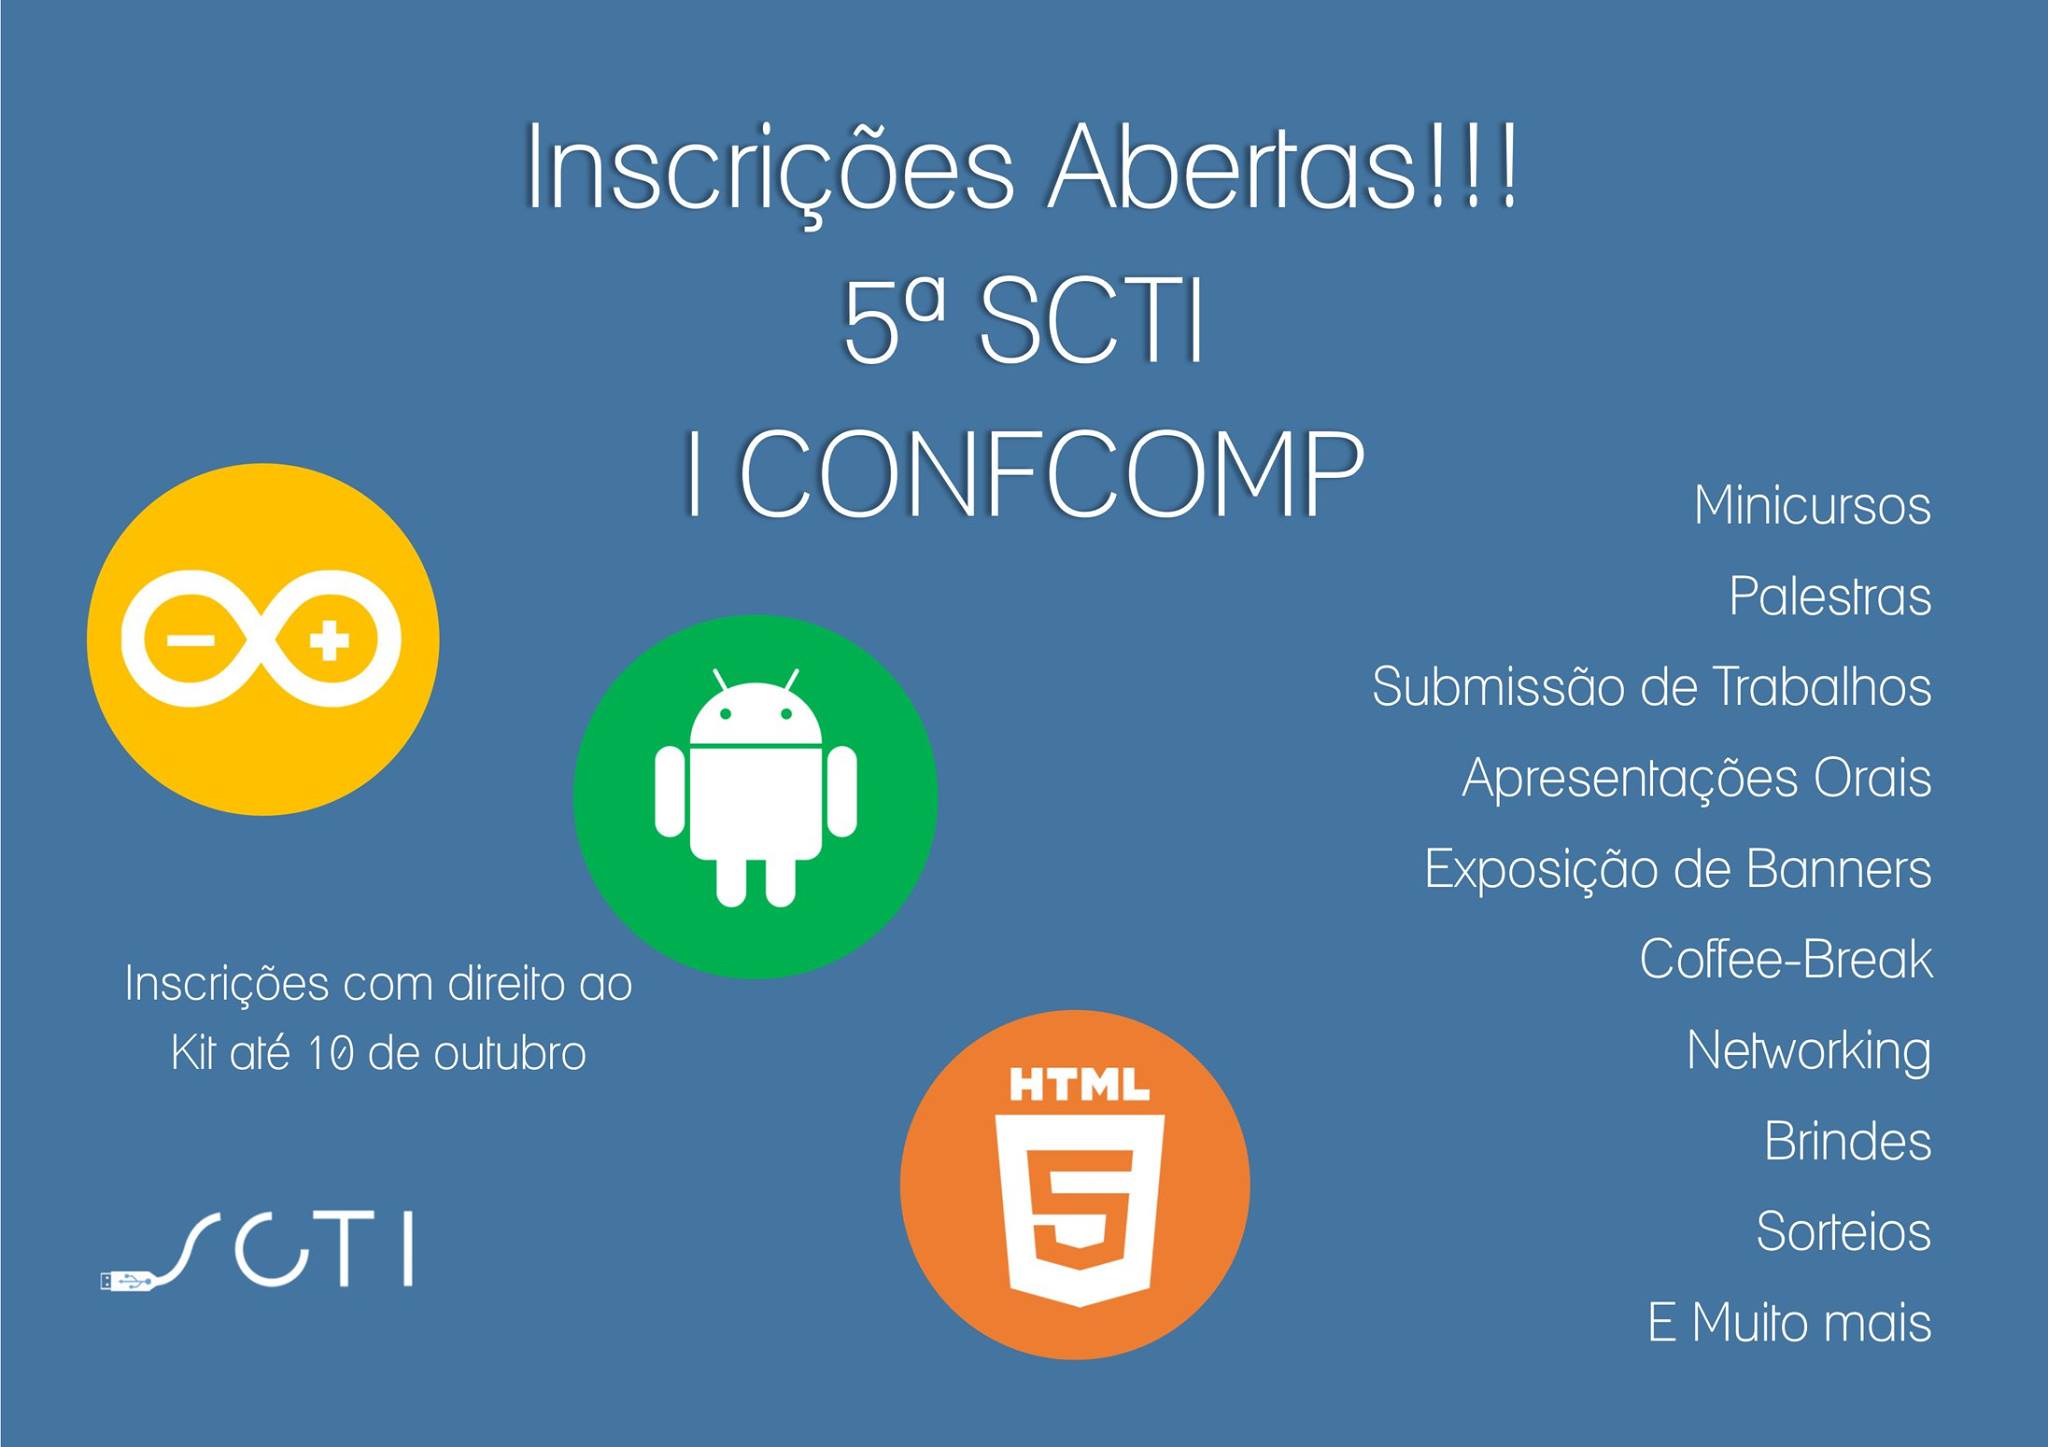 Inscrições Abertas!!!
5ª SCTI
I CONFCOMP
Minicursos
Palestras
Submissão de Trabalhos
Apresentações Orais
Exposição de Banners
Coffee-Break
Networking
Brindes
Sorteios
E Muito mais
Inscrições com direito ao
Kit até 10 de outubro
HTML
5
SCTI